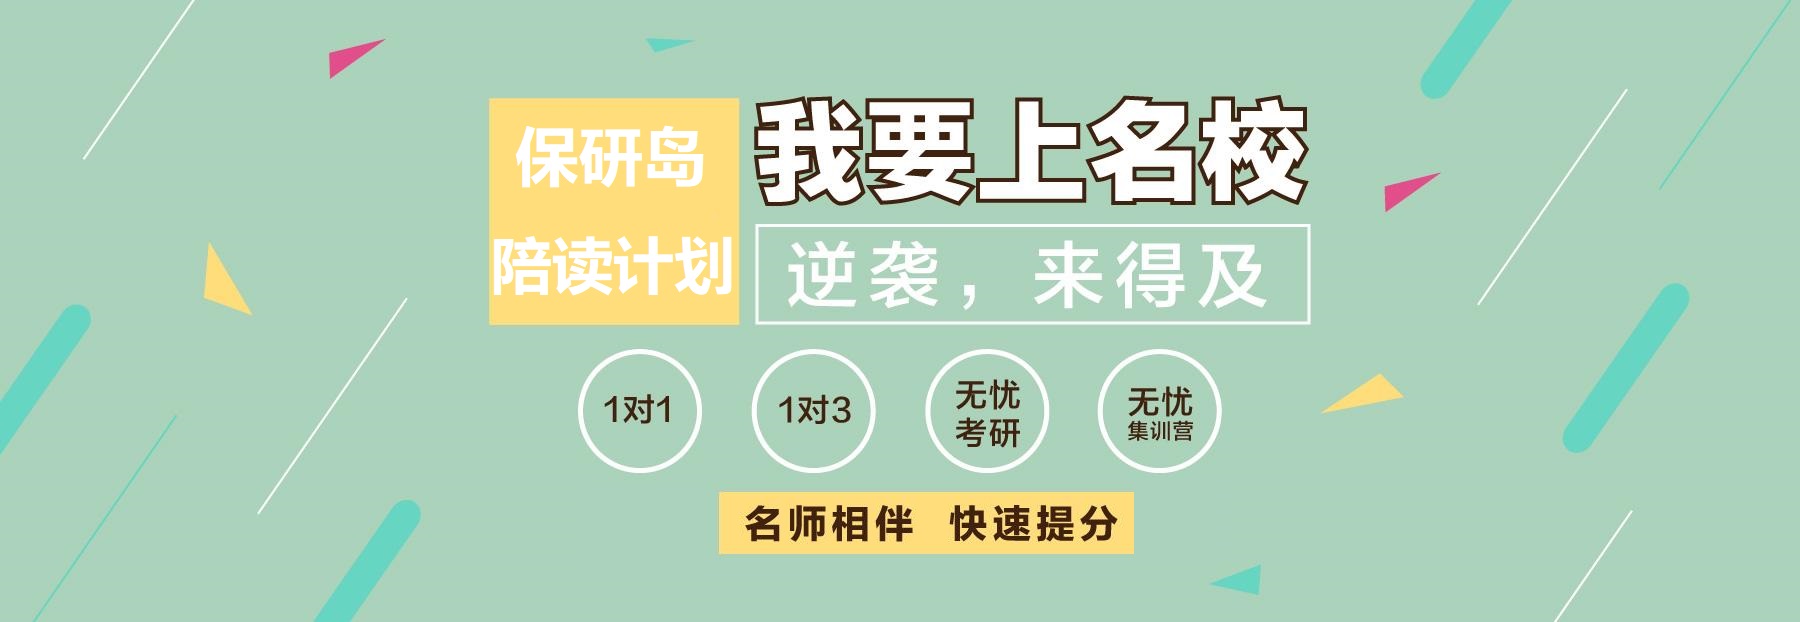 保研岛
陪读计划
我要上名校
逆袭，来得及
1对1
1对3
无忧
考研
无忧
集训营
名师相伴 快速提分